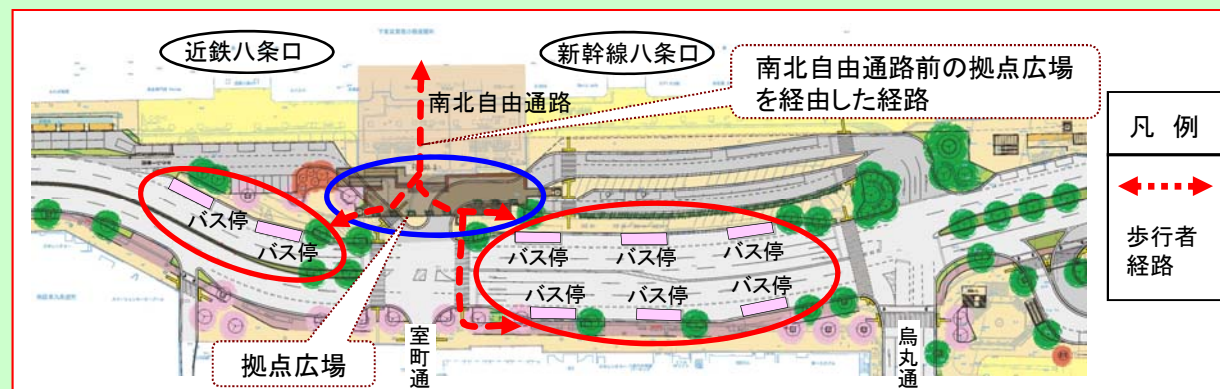 近鉄八条口
新幹線八条口
南北自由通路前の拠点広場
を経由した経路
南北自由通路
凡 例
歩行者
経路
バス停
バス停
バス停
バス停
バス停
バス停
バス停
バス停
拠点広場
室町通
烏丸通